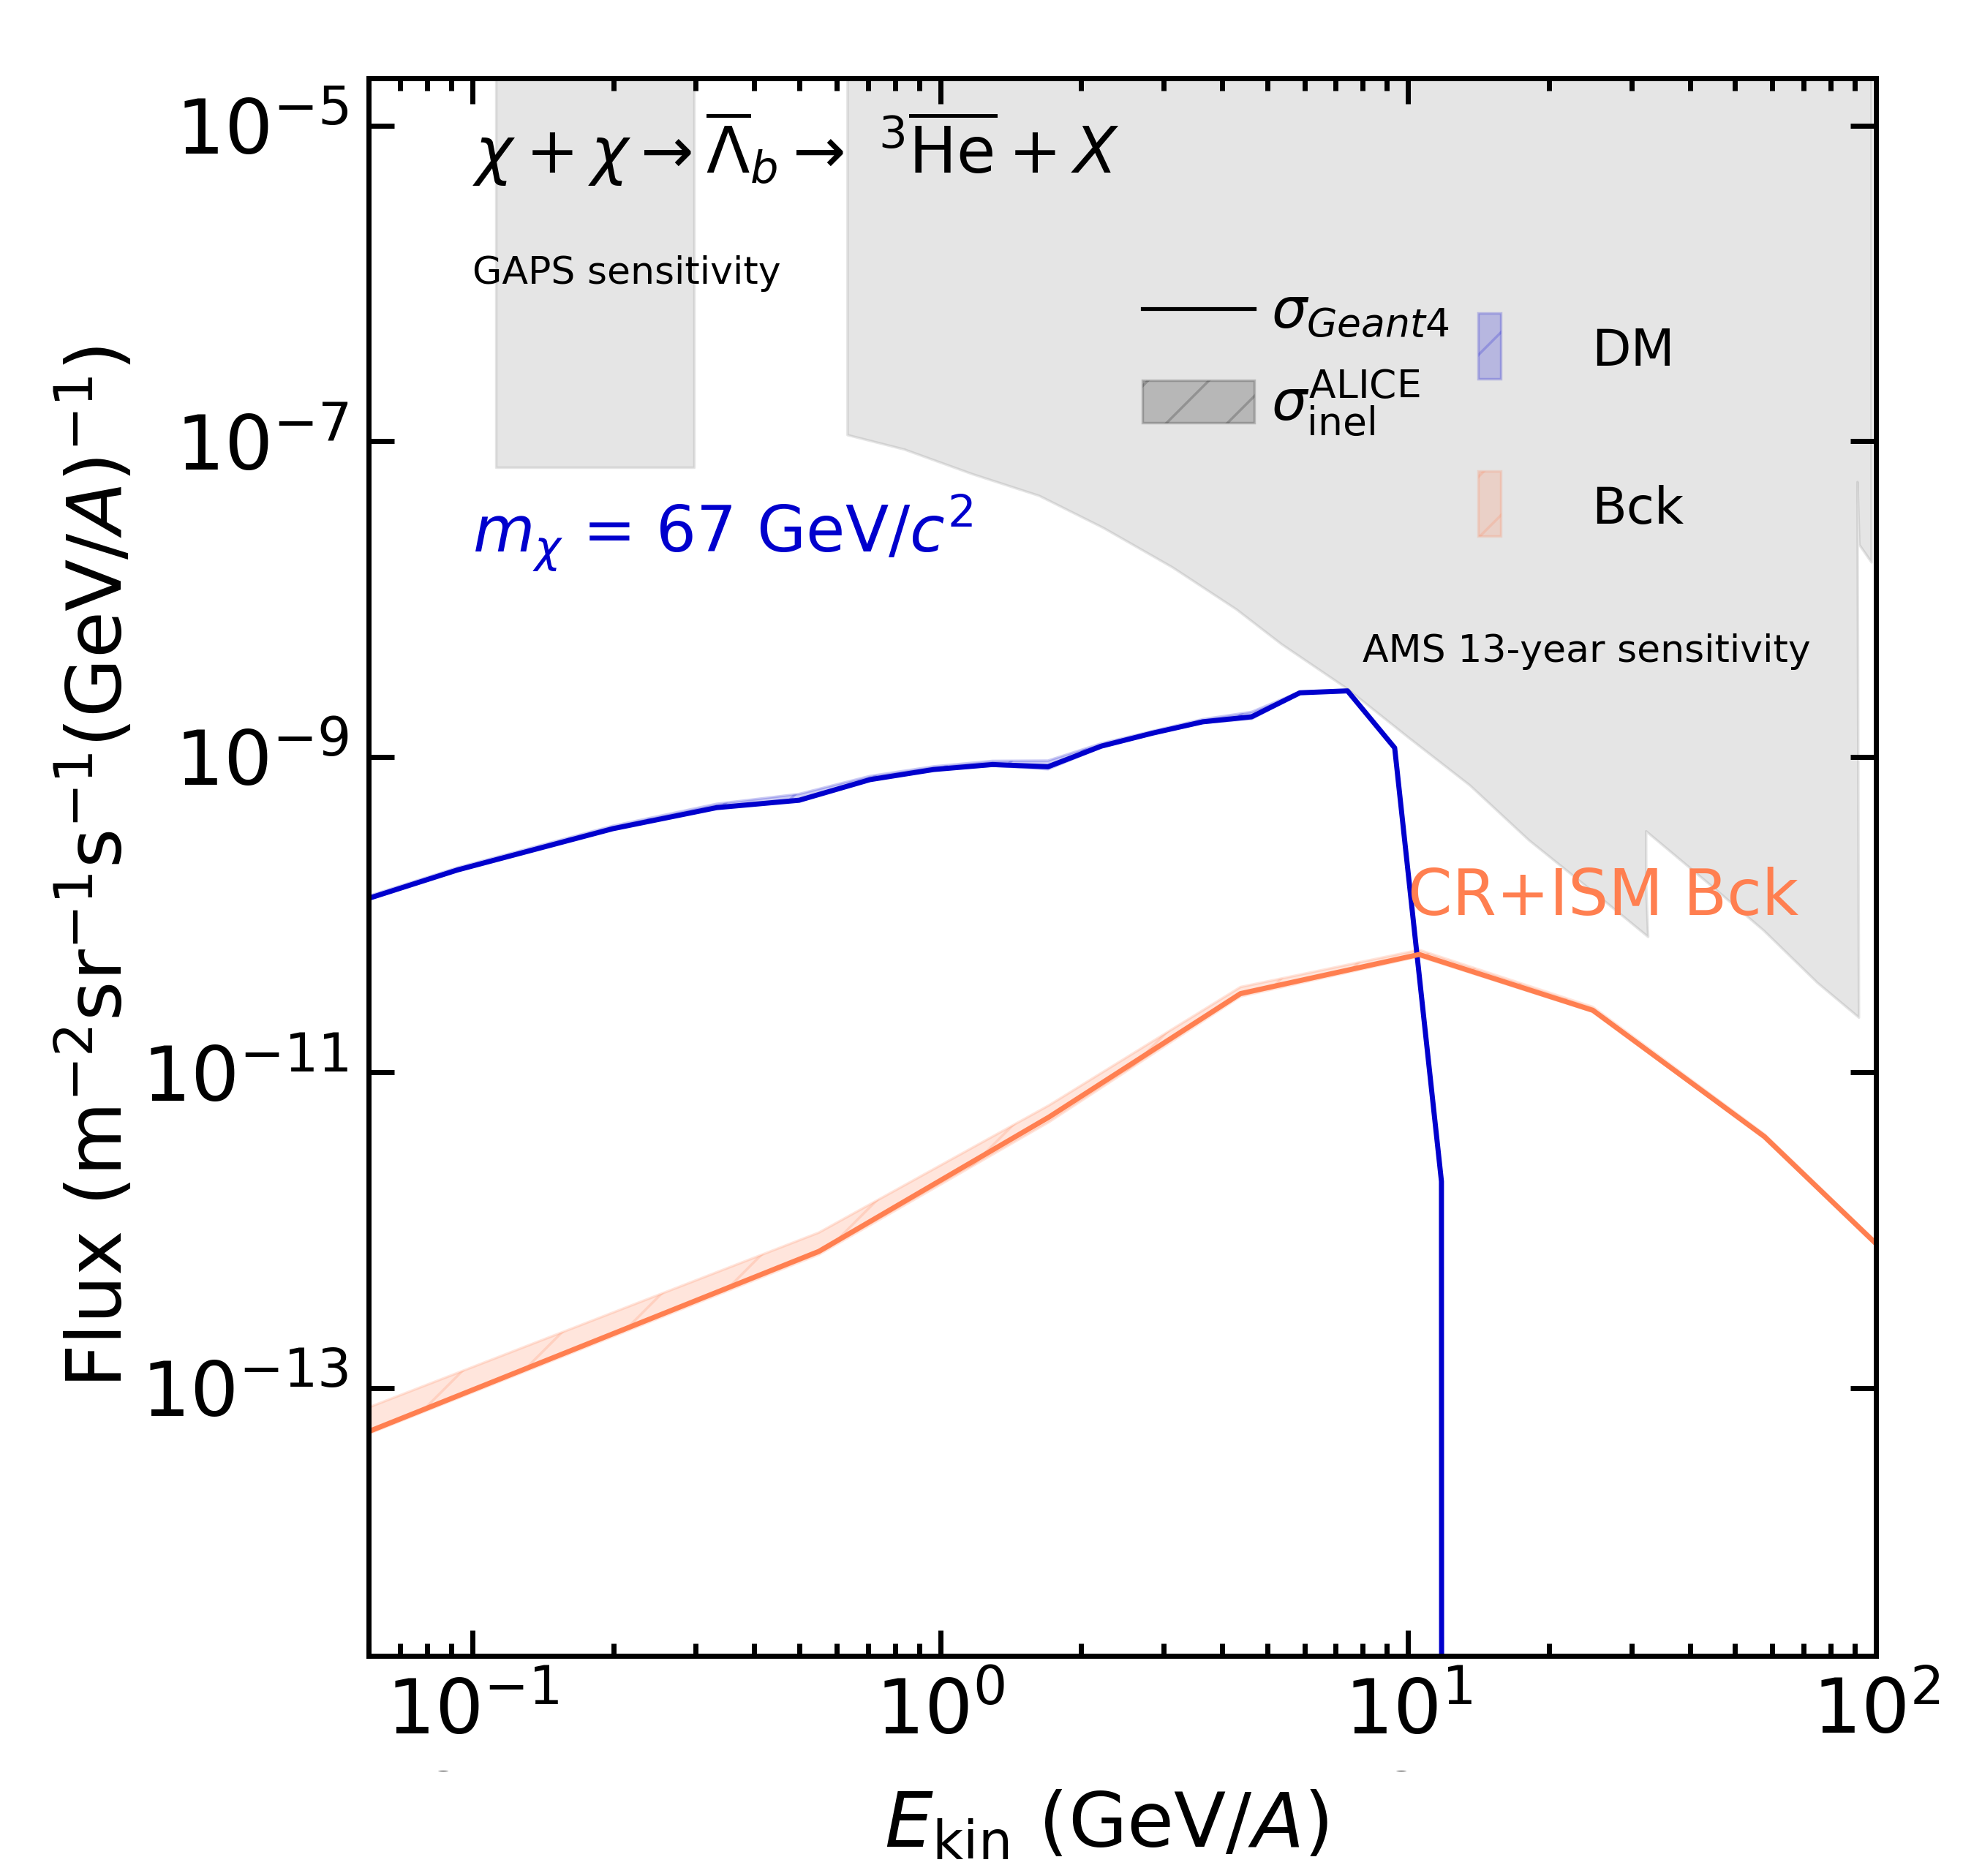 10⁻⁵
χ + χ → Λ̅_b → ³H̅e̅ + X
GAPS sensitivity
σ_Geant4
DM
σ_inel^ALICE
10⁻⁷
Bck
m_χ = 67 GeV/c²
AMS 13-year sensitivity
10⁻⁹
CR+ISM Bck
10⁻¹¹
10⁻¹³
Flux (m⁻²sr⁻¹s⁻¹(GeV/A)⁻¹)
10⁻¹ 10⁰ 10¹ 10²
E_kin (GeV/A)